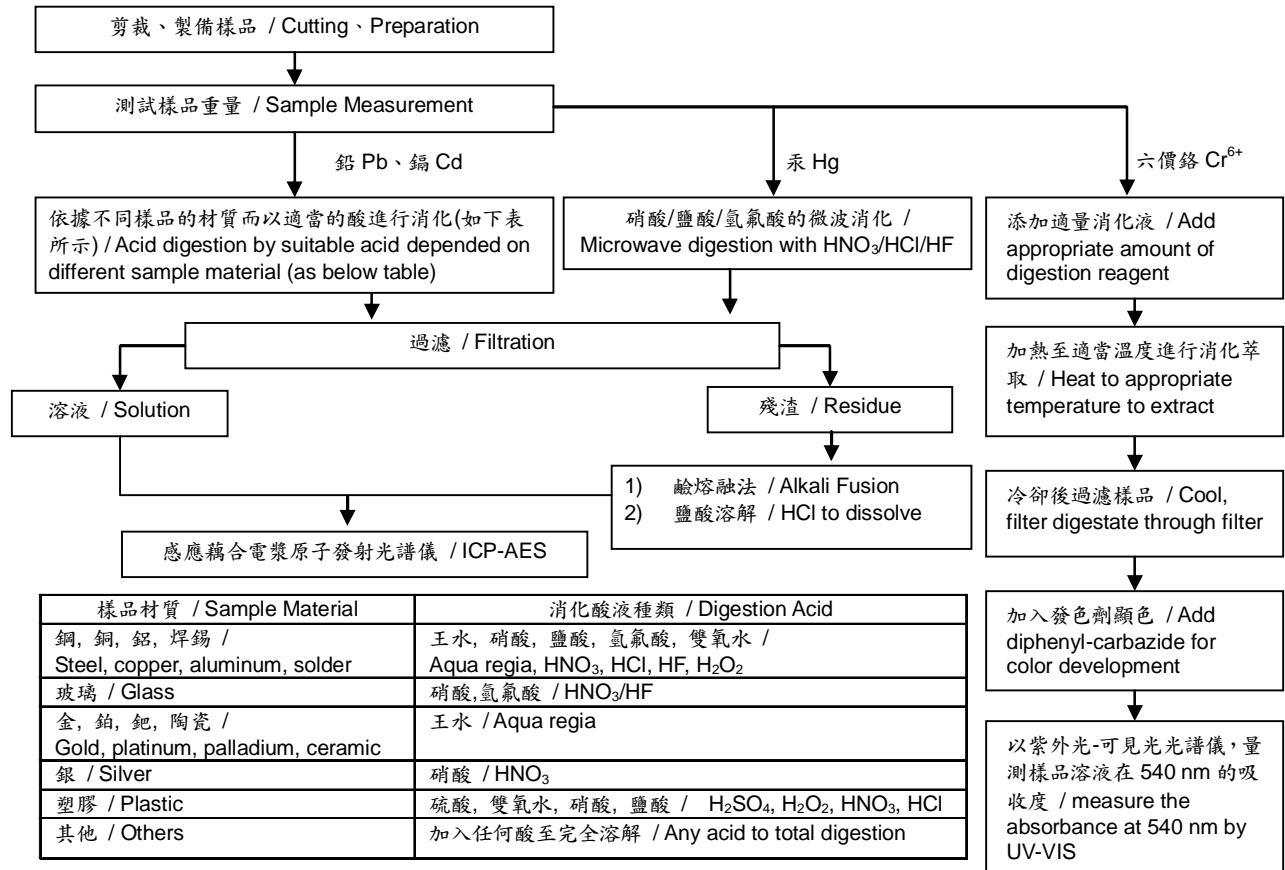 剪裁、製備樣品 / Cutting、Preparation
測試樣品重量 / Sample Measurement
鉛 Pb、鎘 Cd
汞 Hg
六價鉻 Cr⁶⁺
依據不同樣品的材質而以適當的酸進行消化(如下表
所示) / Acid digestion by suitable acid depended on
different sample material (as below table)
硝酸/鹽酸/氫氟酸的微波消化 /
Microwave digestion with HNO₃/HCl/HF
添加適量消化液 / Add
appropriate amount of
digestion reagent
過濾 / Filtration
加熱至適當溫度進行消化萃
取 / Heat to appropriate
temperature to extract
溶液 / Solution
殘渣 / Residue
1) 鹼熔融法 / Alkali Fusion
2) 鹽酸溶解 / HCl to dissolve
冷卻後過濾樣品 / Cool,
filter digestate through filter
感應藕合電漿原子發射光譜儀 / ICP-AES
加入發色劑顯色 / Add
diphenyl-carbazide for
color development
以紫外光-可見光光譜儀，量
測樣品溶液在 540 nm 的吸
收度 / measure the
absorbance at 540 nm by
UV-VIS
樣品材質 / Sample Material 消化酸液種類 / Digestion Acid
鋼, 銅, 鋁, 焊錫 / 王水, 硝酸, 鹽酸, 氫氟酸, 雙氧水 /
Steel, copper, aluminum, solder Aqua regia, HNO₃, HCl, HF, H₂O₂
玻璃 / Glass 硝酸,氫氟酸 / HNO₃/HF
金, 鉑, 鈀, 陶瓷 / 王水 / Aqua regia
Gold, platinum, palladium, ceramic
銀 / Silver 硝酸 / HNO₃
塑膠 / Plastic 硫酸, 雙氧水, 硝酸, 鹽酸 / H₂SO₄, H₂O₂, HNO₃, HCl
其他 / Others 加入任何酸至完全溶解 / Any acid to total digestion